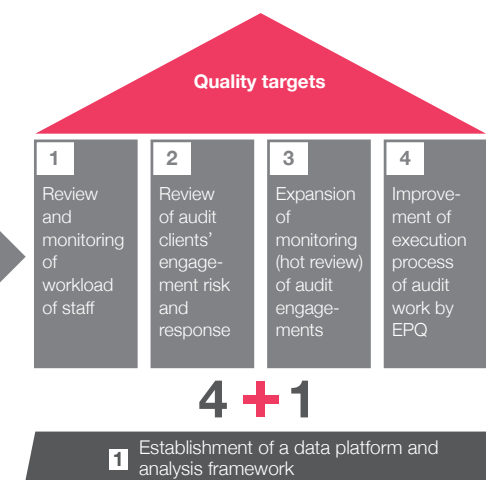 Quality targets
1
Review
and
monitoring
of
workload
of staff
2
Review
of audit
clients’
engage-
ment risk
and
response
3
Expansion
of
monitoring
(hot review)
of audit
engage-
ments
4
Improve-
ment of
execution
process
of audit
work by
EPQ
4 + 1
1 Establishment of a data platform and
analysis framework